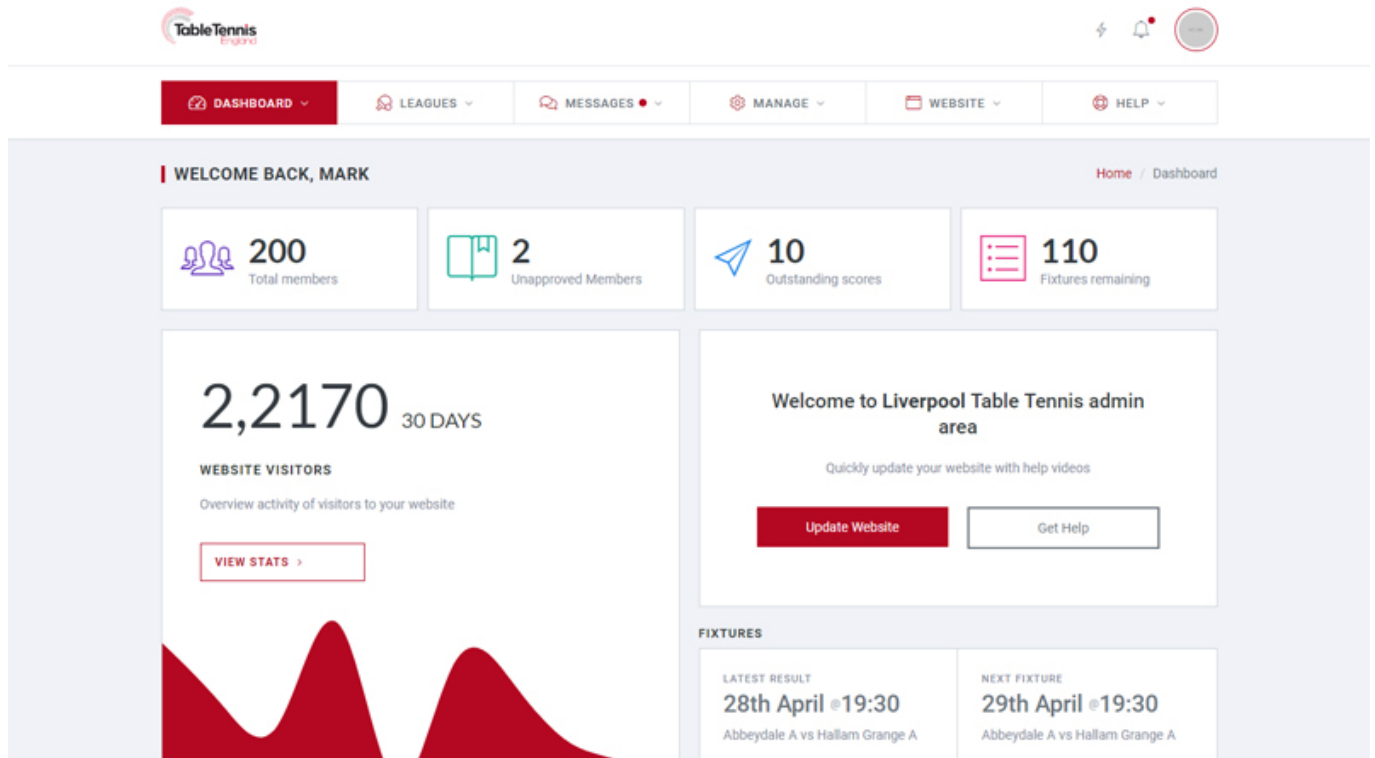 TableTennis
England
DASHBOARD
LEAGUES
MESSAGES
MANAGE
WEBSITE
HELP
WELCOME BACK, MARK
Home / Dashboard
200
Total members
2
Unapproved Members
10
Outstanding scores
110
Fixtures remaining
2,2170 30 DAYS
WEBSITE VISITORS
Overview activity of visitors to your website
VIEW STATS >
Welcome to Liverpool Table Tennis admin
area
Quickly update your website with help videos
Update Website
Get Help
FIXTURES
LATEST RESULT
28th April @19:30
Abbeydale A vs Hallam Grange A
NEXT FIXTURE
29th April @19:30
Abbeydale A vs Hallam Grange A